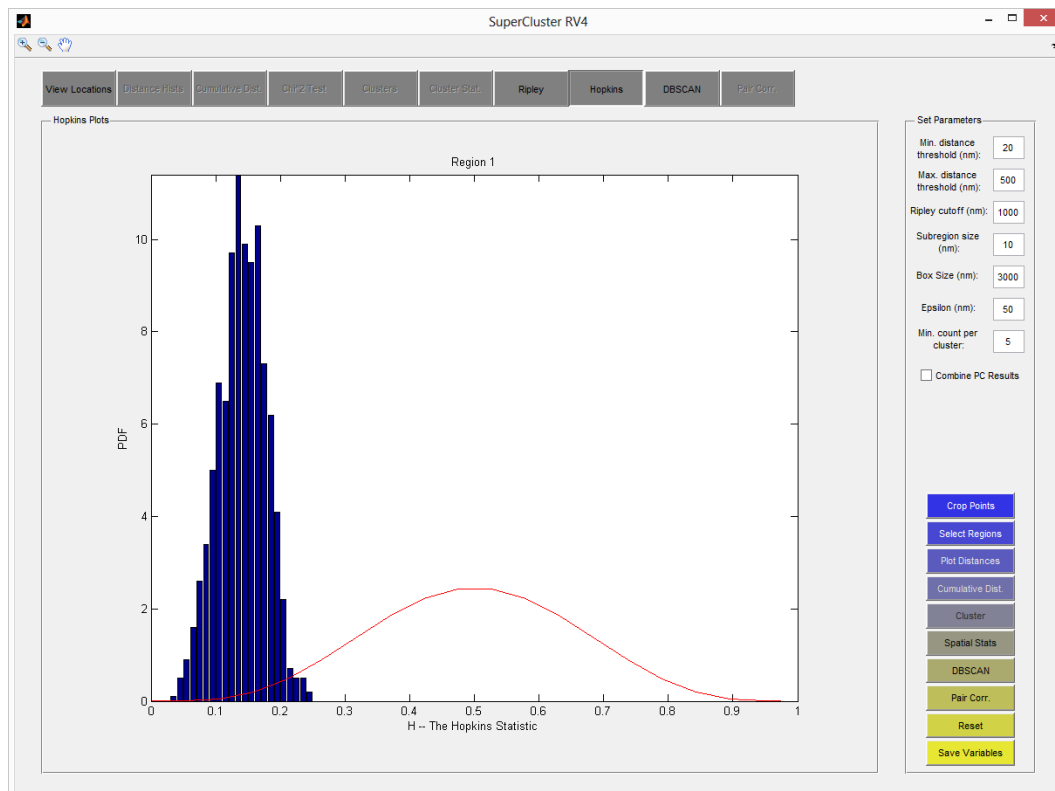 SuperCluster RV4
View Locations
Distance Hists
Cumulative Dist.
Chi^2 Test
Clusters
Cluster Stat.
Ripley
Hopkins
DBSCAN
Pair Corr.
Hopkins Plots
Region 1
10
8
6
4
2
0
PDF
0 0.1 0.2 0.3 0.4 0.5 0.6 0.7 0.8 0.9 1
H -- The Hopkins Statistic
Set Parameters
Min. distance
threshold (nm):
20
Max. distance
threshold (nm):
500
Ripley cutoff (nm):
1000
Subregion size
(nm):
10
Box Size (nm):
3000
Epsilon (nm):
50
Min. count per
cluster:
5
Combine PC Results
Crop Points
Select Regions
Plot Distances
Cumulative Dist.
Cluster
Spatial Stats
DBSCAN
Pair Corr.
Reset
Save Variables